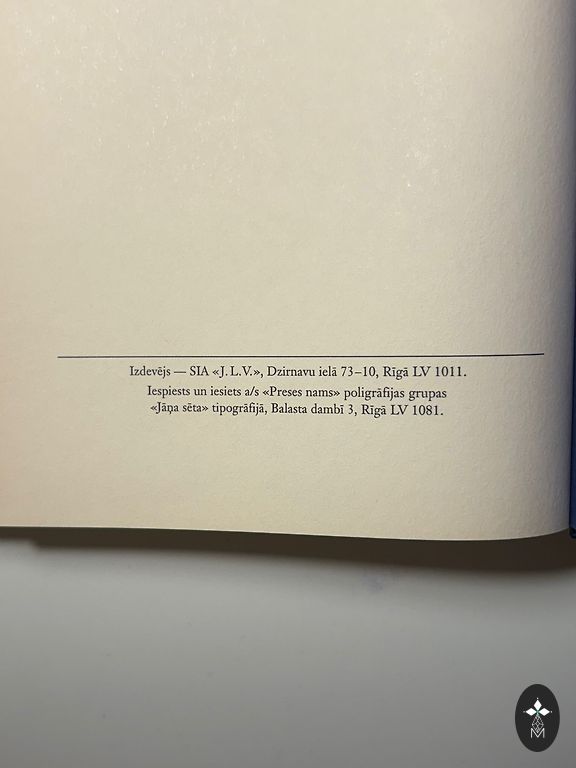 Izdevējs — SIA «J. L. V.», Dzirnavu ielā 73–10, Rīgā LV 1011.
Iespiests un iesiets a/s «Preses nams» poligrāfijas grupas
«Jāņa sēta» tipogrāfijā, Balasta dambī 3, Rīgā LV 1081.
M